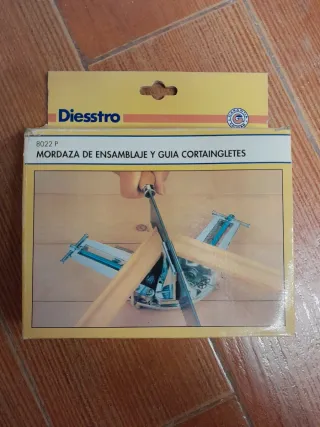 Diesstro
8022 P
MORDAZA DE ENSAMBLAJE Y GUIA CORTAINGLETES